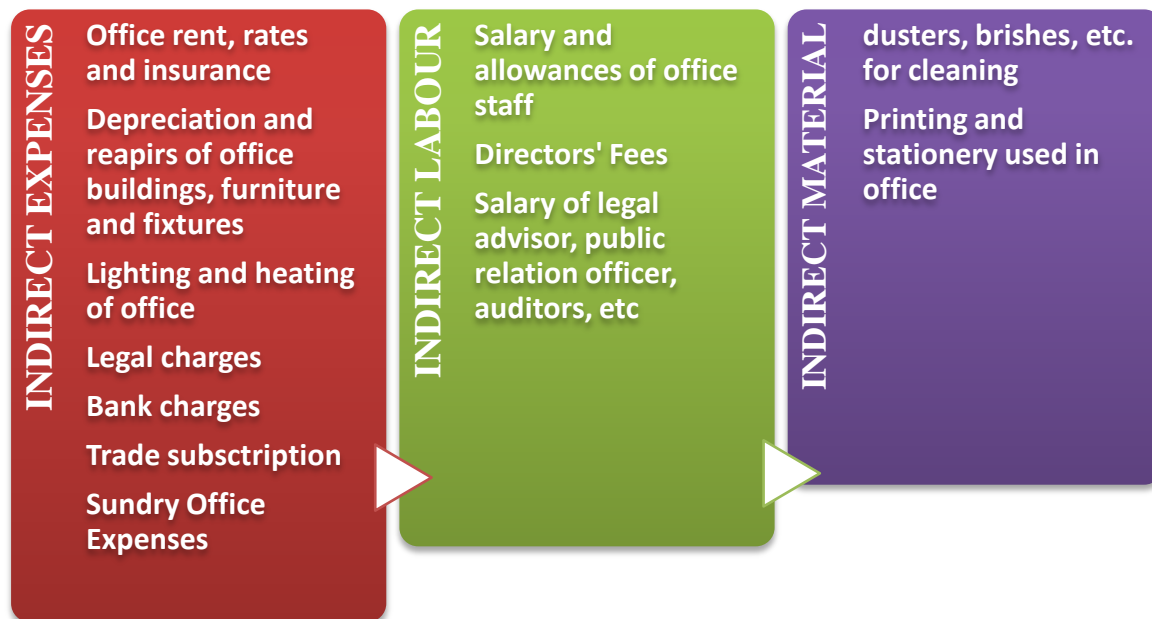 INDIRECT EXPENSES
Office rent, rates
and insurance
Depreciation and
reapirs of office
buildings, furniture
and fixtures
Lighting and heating
of office
Legal charges
Bank charges
Trade subsctription
Sundry Office
Expenses
INDIRECT LABOUR
Salary and
allowances of office
staff
Directors' Fees
Salary of legal
advisor, public
relation officer,
auditors, etc
INDIRECT MATERIAL
dusters, brishes, etc.
for cleaning
Printing and
stationery used in
office